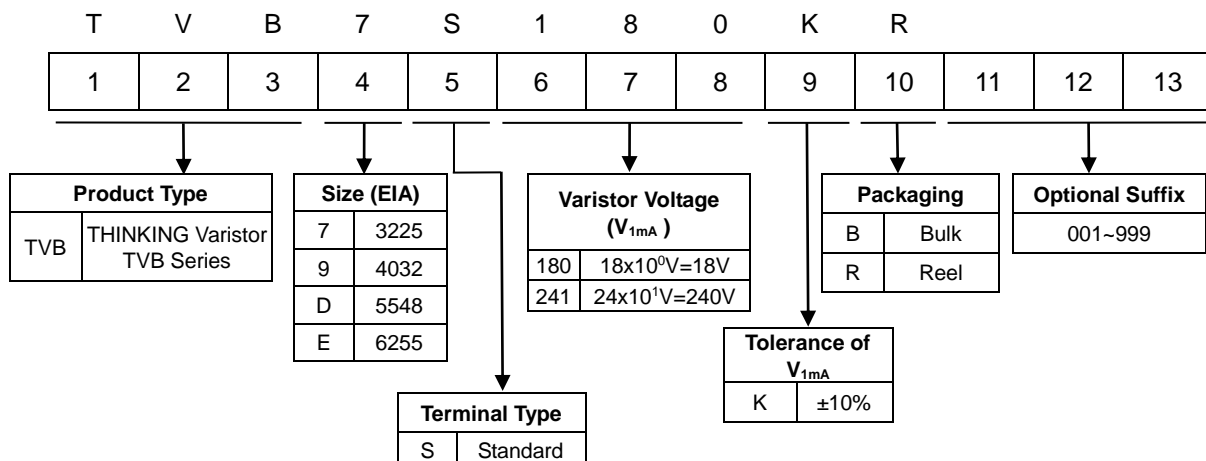 T V B 7 S 1 8 0 K R
1 2 3 4 5 6 7 8 9 10 11 12 13
Product Type
TVB THINKING Varistor TVB Series
Size (EIA)
7 3225
9 4032
D 5548
E 6255
Terminal Type
S Standard
Varistor Voltage
(V1mA )
180 18x10⁰V=18V
241 24x10¹V=240V
Tolerance of
V1mA
K ±10%
Packaging
B Bulk
R Reel
Optional Suffix
001~999